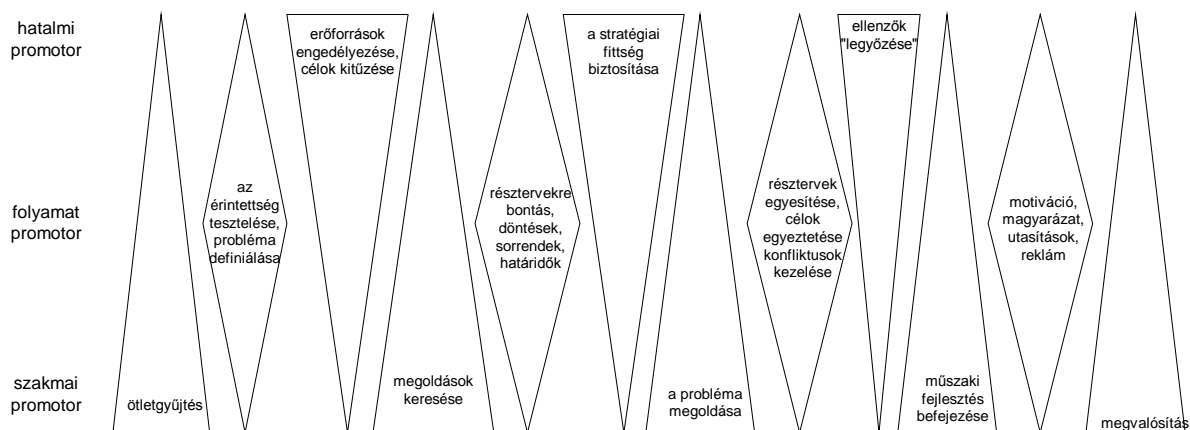 hatalmi
promotor
erőforrások
engedélyezése,
célok kitűzése
a stratégiai
fittség
biztosítása
ellenzők
"legyőzése"
folyamat
promotor
az
érintettség
tesztelése,
probléma
definiálása
résztervekre
bontás,
döntések,
sorrendek,
határidők
résztervek
egyesítése,
célok
egyeztetése
konfliktusok
kezelése
motiváció,
magyarázat,
utasítások,
reklám
szakmai
promotor
ötletgyűjtés
megoldások
keresése
a probléma
megoldása
műszaki
fejlesztés
befejezése
megvalósítás